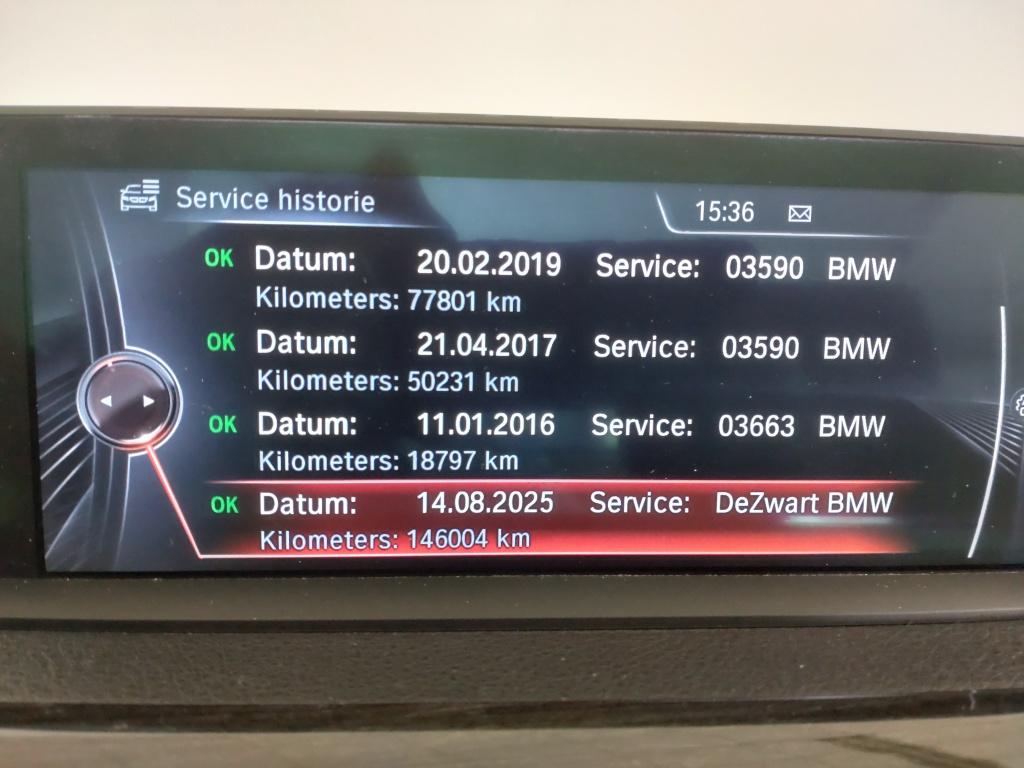 Service historie 15:36
OK Datum: 20.02.2019 Service: 03590 BMW
Kilometers: 77801 km
OK Datum: 21.04.2017 Service: 03590 BMW
Kilometers: 50231 km
OK Datum: 11.01.2016 Service: 03663 BMW
Kilometers: 18797 km
OK Datum: 14.08.2025 Service: DeZwart BMW
Kilometers: 146004 km